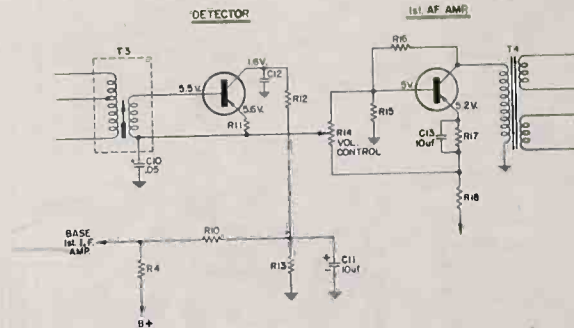 DETECTOR
1st. AF AMP.
T3
1.6V.
C12
R16
T4
5.5V.
5V.
5.6V.
R12
R15
5.2V.
R11
R14
VOL.
CONTROL
C13
10uf
R17
C10
.05
R18
BASE
1st. I.F.
AMP.
R10
R4
R13
C11
10uf
+
-
B+